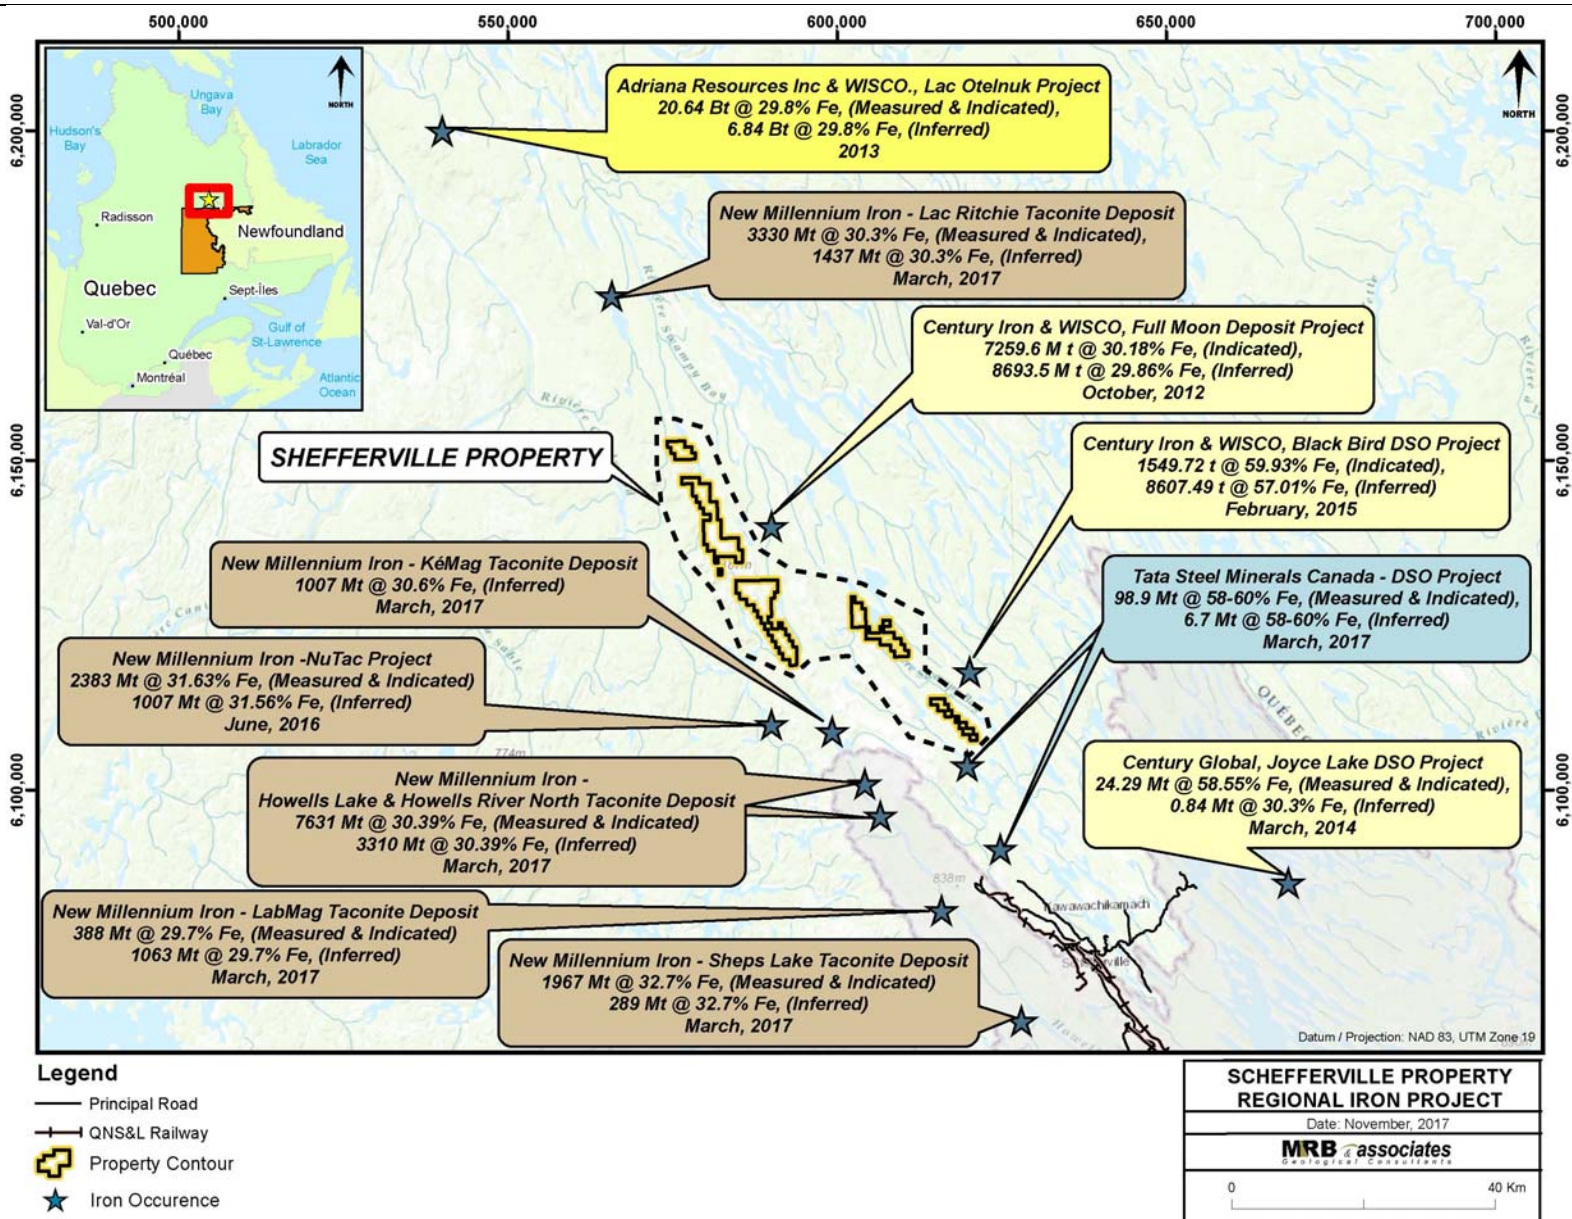 500,000
550,000
600,000
650,000
700,000
6,200,000
6,150,000
6,100,000
6,200,000
6,150,000
6,100,000
Ungava
Bay
NORTH
Hudson's
Bay
Labrador
Sea
Radisson
Newfoundland
Quebec
Sept-Îles
Val-d'Or
Gulf of
St-Lawrence
Québec
Montréal
Atlantic
Ocean
NORTH
Adriana Resources Inc & WISCO., Lac Otelnuk Project
20.64 Bt @ 29.8% Fe, (Measured & Indicated),
6.84 Bt @ 29.8% Fe, (Inferred)
2013
New Millennium Iron - Lac Ritchie Taconite Deposit
3330 Mt @ 30.3% Fe, (Measured & Indicated),
1437 Mt @ 30.3% Fe, (Inferred)
March, 2017
Rivière Swampy Bay
Century Iron & WISCO, Full Moon Deposit Project
7259.6 M t @ 30.18% Fe, (Indicated),
8693.5 M t @ 29.86% Fe, (Inferred)
October, 2012
Rivière
SHEFFERVILLE PROPERTY
Century Iron & WISCO, Black Bird DSO Project
1549.72 t @ 59.93% Fe, (Indicated),
8607.49 t @ 57.01% Fe, (Inferred)
February, 2015
New Millennium Iron - KéMag Taconite Deposit
1007 Mt @ 30.6% Fe, (Inferred)
March, 2017
Tata Steel Minerals Canada - DSO Project
98.9 Mt @ 58-60% Fe, (Measured & Indicated),
6.7 Mt @ 58-60% Fe, (Inferred)
March, 2017
New Millennium Iron -NuTac Project
2383 Mt @ 31.63% Fe, (Measured & Indicated)
1007 Mt @ 31.56% Fe, (Inferred)
June, 2016
QUÉBEC
Rivière
774m
New Millennium Iron -
Howells Lake & Howells River North Taconite Deposit
7631 Mt @ 30.39% Fe, (Measured & Indicated)
3310 Mt @ 30.39% Fe, (Inferred)
March, 2017
Century Global, Joyce Lake DSO Project
24.29 Mt @ 58.55% Fe, (Measured & Indicated),
0.84 Mt @ 30.3% Fe, (Inferred)
March, 2014
838m
Kawawachikamach
New Millennium Iron - LabMag Taconite Deposit
388 Mt @ 29.7% Fe, (Measured & Indicated)
1063 Mt @ 29.7% Fe, (Inferred)
March, 2017
New Millennium Iron - Sheps Lake Taconite Deposit
1967 Mt @ 32.7% Fe, (Measured & Indicated)
289 Mt @ 32.7% Fe, (Inferred)
March, 2017
Datum / Projection: NAD 83, UTM Zone 19
Legend
Principal Road
QNS&L Railway
Property Contour
Iron Occurence
SCHEFFERVILLE PROPERTY
REGIONAL IRON PROJECT
Date: November, 2017
MRB & associates
Geological Consultants
0
40 Km